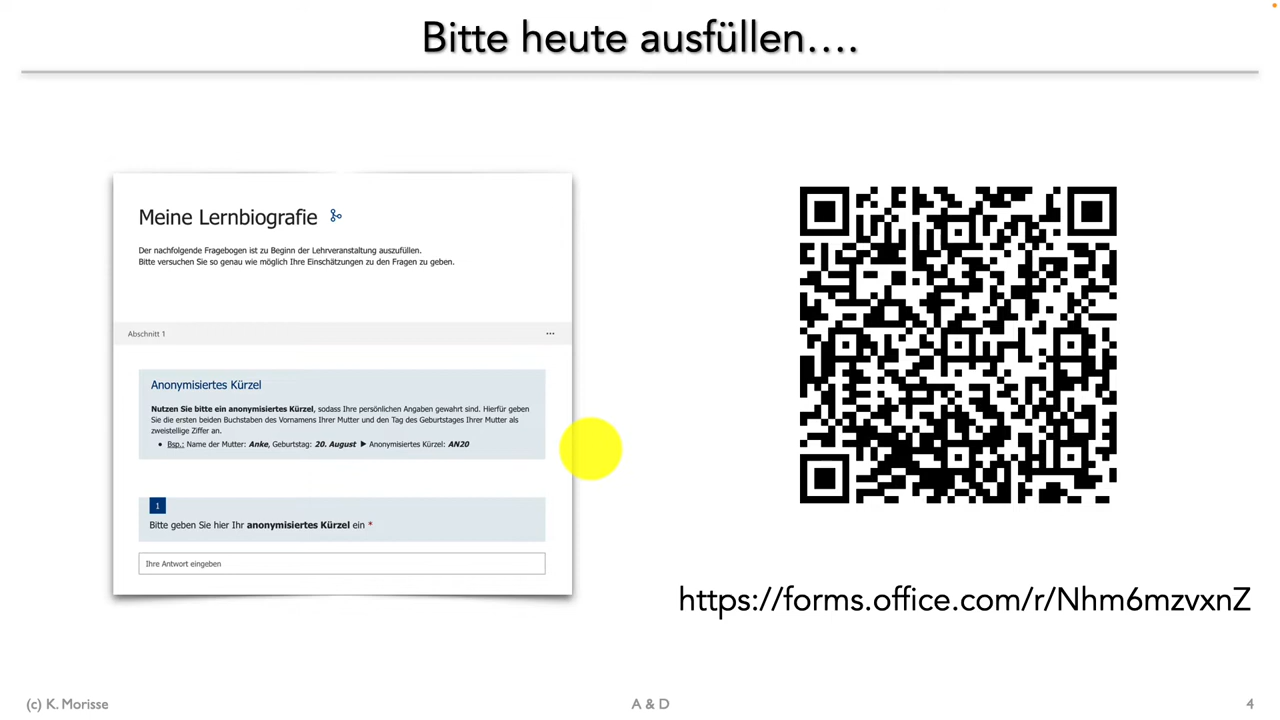 Bitte heute ausfüllen….
Meine Lernbiografie
Der nachfolgende Fragebogen ist zu Beginn der Lehrveranstaltung auszufüllen.
Bitte versuchen Sie so genau wie möglich Ihre Einschätzungen zu den Fragen zu geben.
Abschnitt 1
...
Anonymisiertes Kürzel
Nutzen Sie bitte ein anonymisiertes Kürzel, sodass Ihre persönlichen Angaben gewahrt sind. Hierfür geben
Sie die ersten beiden Buchstaben des Vornamens Ihrer Mutter und den Tag des Geburtstages Ihrer Mutter als
zweistellige Ziffer an.
• Bsp.: Name der Mutter: Anke, Geburtstag: 20. August ▶ Anonymisiertes Kürzel: AN20
1
Bitte geben Sie hier Ihr anonymisiertes Kürzel ein *
Ihre Antwort eingeben
https://forms.office.com/r/Nhm6mzvxnZ
(c) K. Morisse
A & D
4